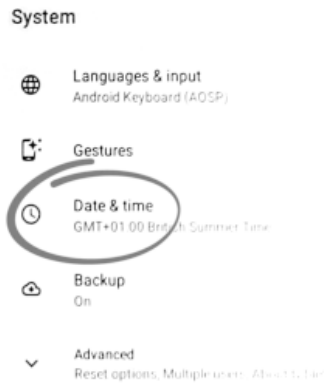 System
Languages & input
Android Keyboard (AOSP)
Gestures
Date & time
GMT+01:00 British Summer Time
Backup
On
Advanced
Reset options, Multiple users, About